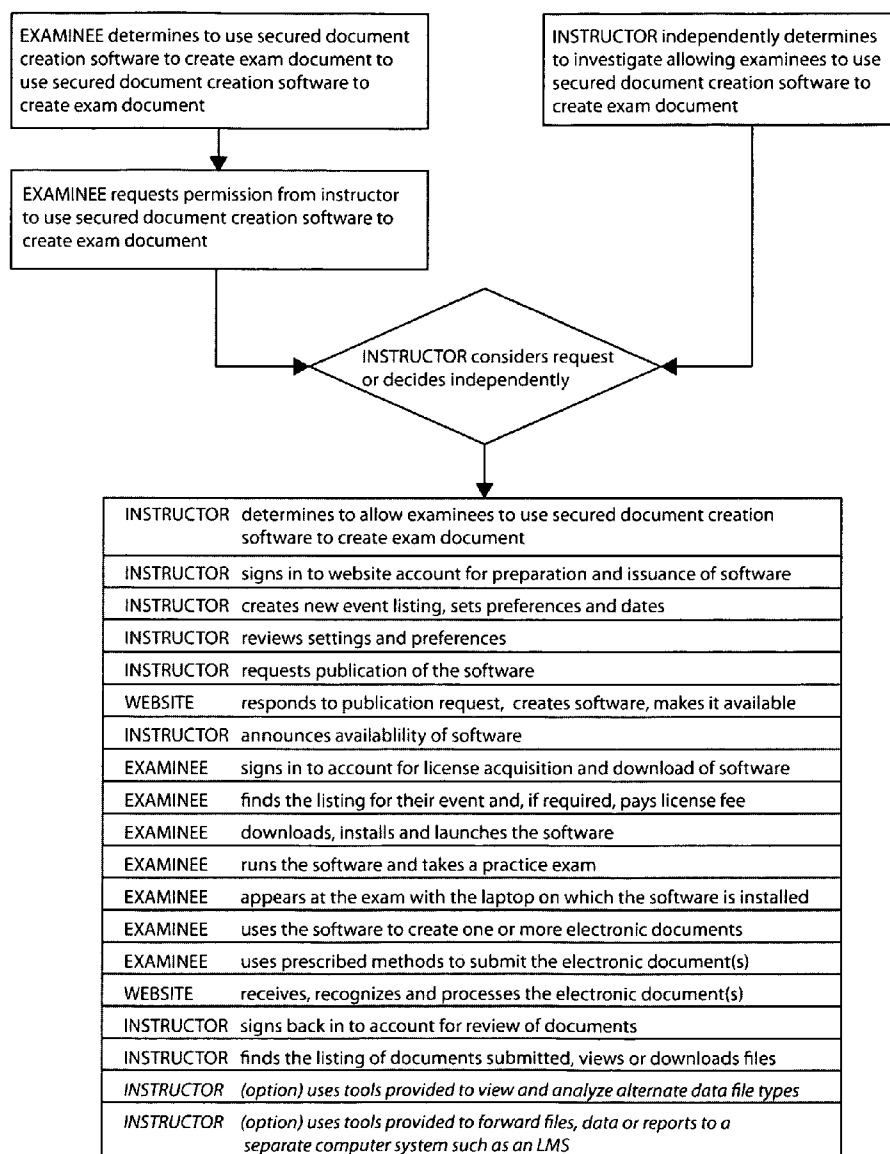 EXAMINEE determines to use secured document
creation software to create exam document to
use secured document creation software to
create exam document
INSTRUCTOR independently determines
to investigate allowing examinees to use
secured document creation software to
create exam document
EXAMINEE requests permission from instructor
to use secured document creation software to
create exam document
INSTRUCTOR considers request
or decides independently
INSTRUCTOR determines to allow examinees to use secured document creation
software to create exam document
INSTRUCTOR signs in to website account for preparation and issuance of software
INSTRUCTOR creates new event listing, sets preferences and dates
INSTRUCTOR reviews settings and preferences
INSTRUCTOR requests publication of the software
WEBSITE responds to publication request, creates software, makes it available
INSTRUCTOR announces availablility of software
EXAMINEE signs in to account for license acquisition and download of software
EXAMINEE finds the listing for their event and, if required, pays license fee
EXAMINEE downloads, installs and launches the software
EXAMINEE runs the software and takes a practice exam
EXAMINEE appears at the exam with the laptop on which the software is installed
EXAMINEE uses the software to create one or more electronic documents
EXAMINEE uses prescribed methods to submit the electronic document(s)
WEBSITE receives, recognizes and processes the electronic document(s)
INSTRUCTOR signs back in to account for review of documents
INSTRUCTOR finds the listing of documents submitted, views or downloads files
INSTRUCTOR (option) uses tools provided to view and analyze alternate data file types
INSTRUCTOR (option) uses tools provided to forward files, data or reports to a
separate computer system such as an LMS